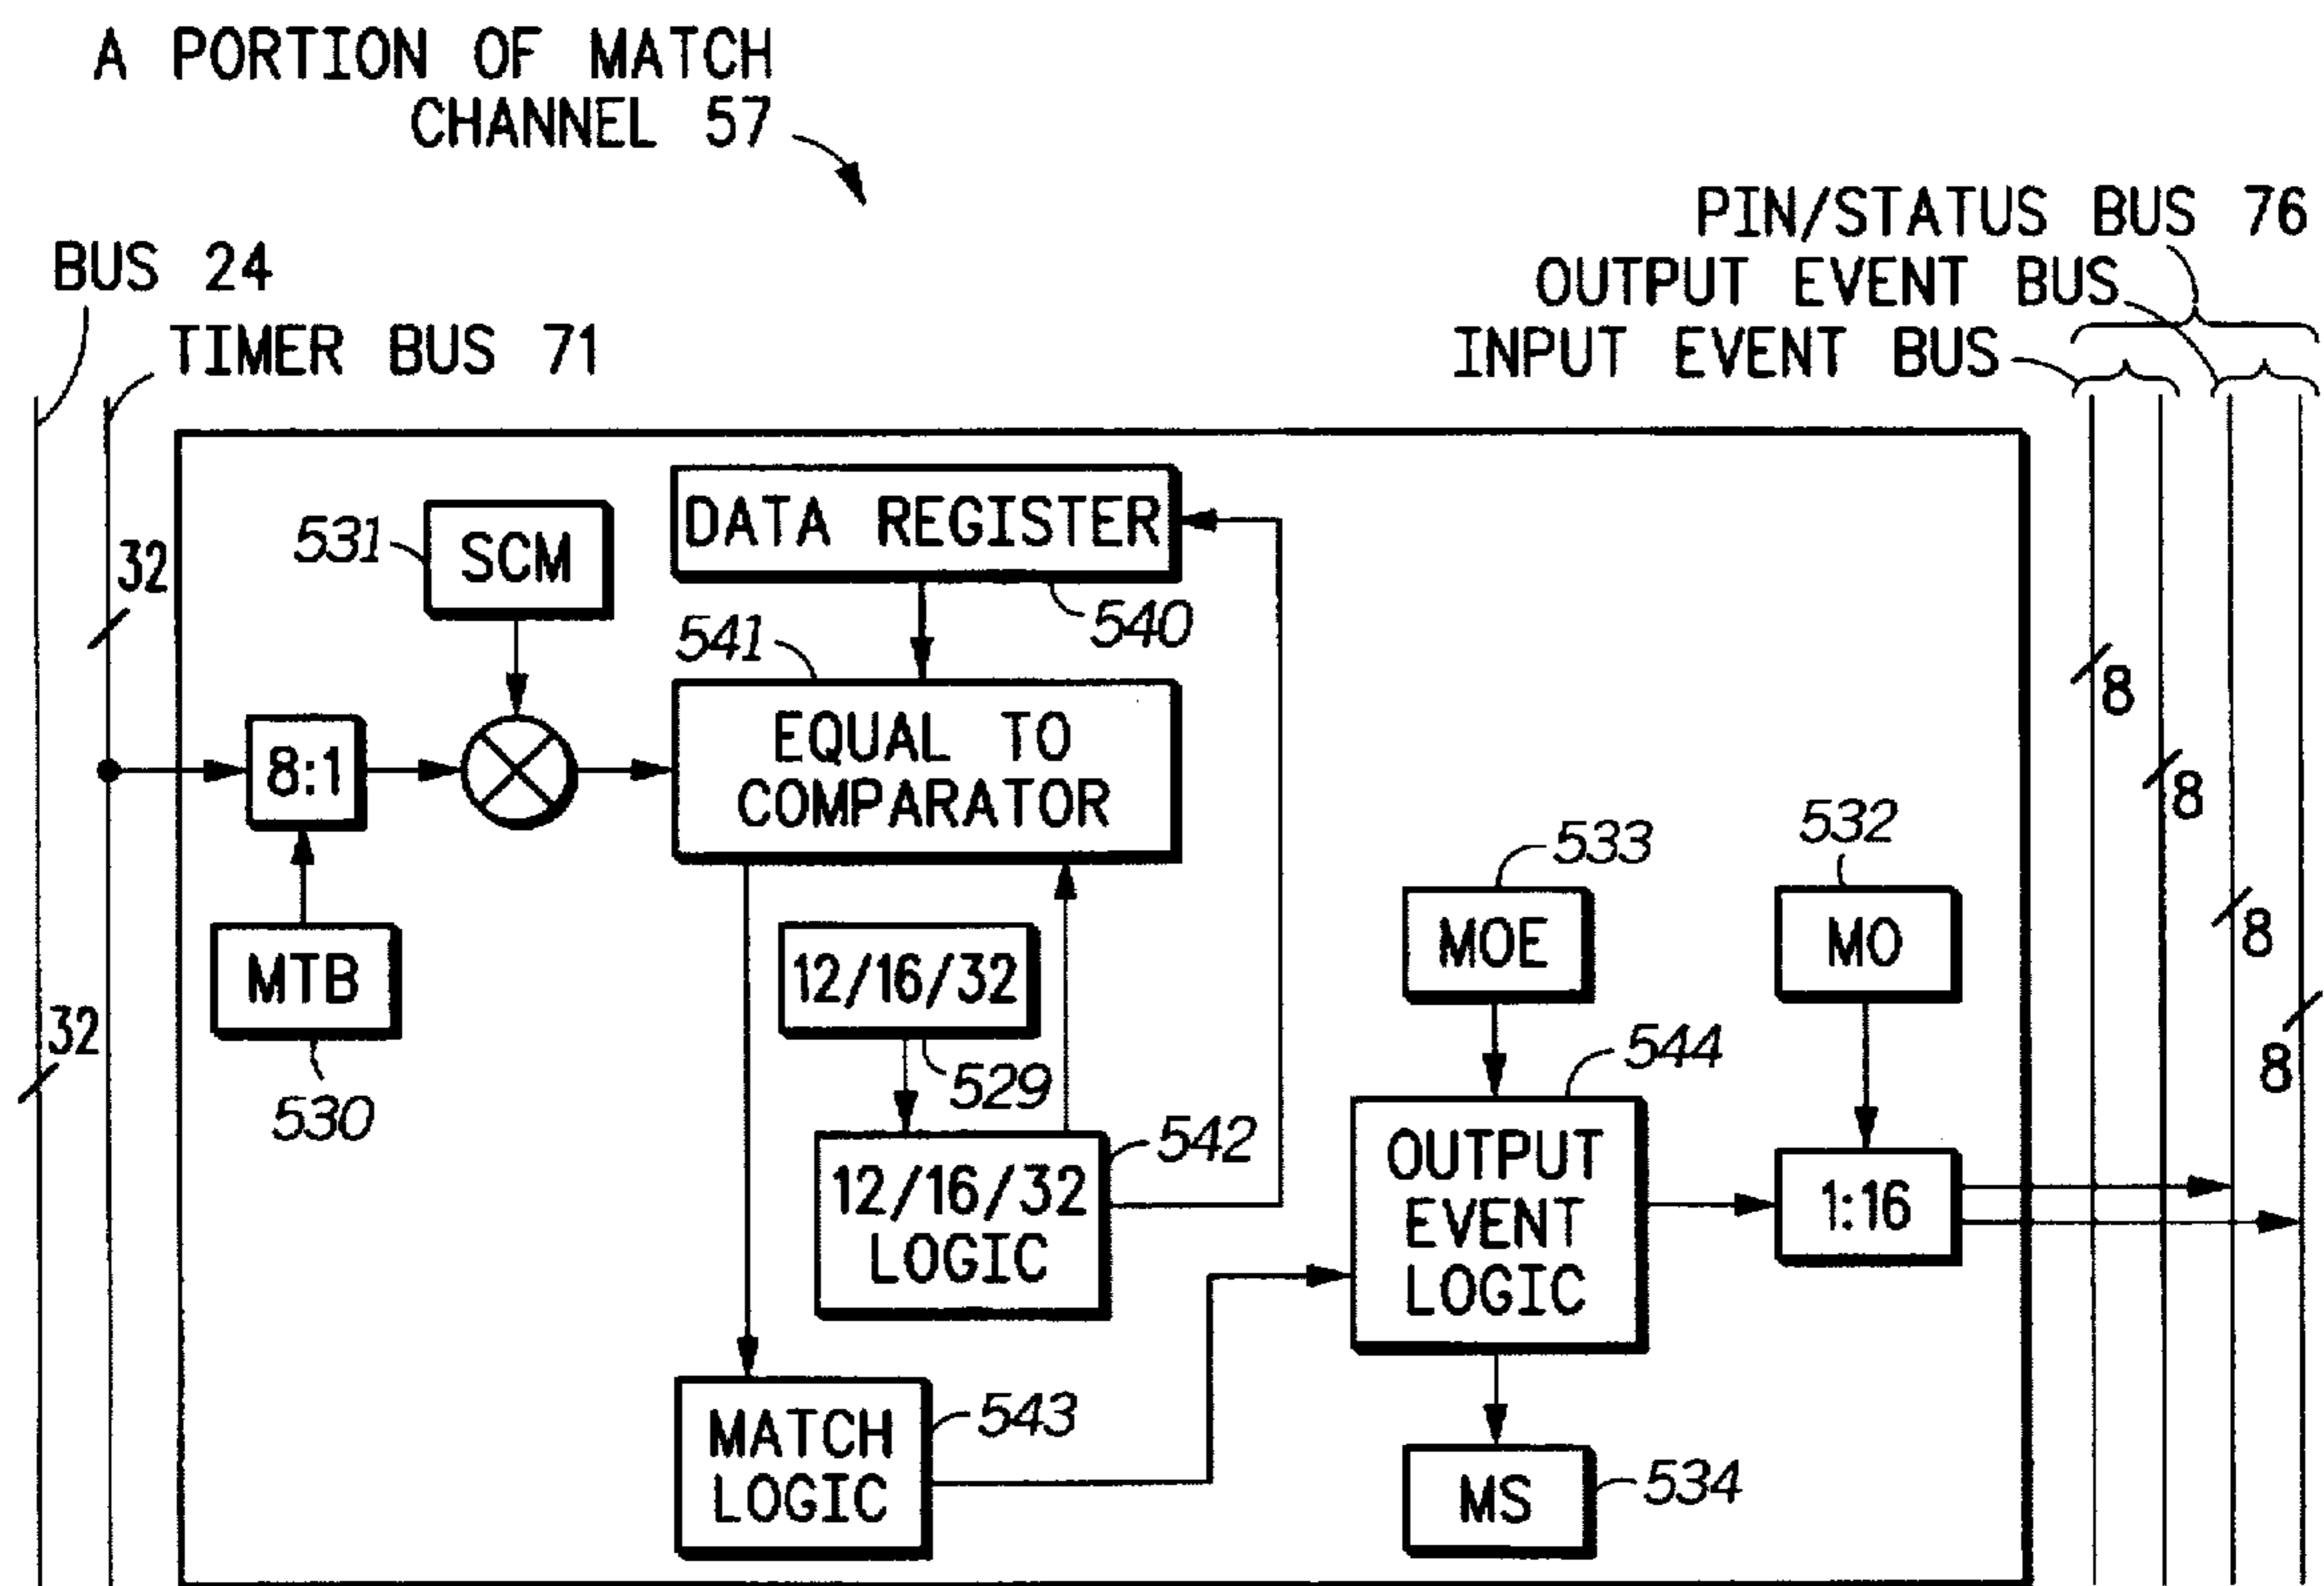 A PORTION OF MATCH
CHANNEL 57
PIN/STATUS BUS 76
BUS 24
OUTPUT EVENT BUS
TIMER BUS 71
INPUT EVENT BUS
DATA REGISTER
531
SCM
32
540
541
8
EQUAL TO
COMPARATOR
8:1
8
532
533
8
MOE
MO
MTB
12/16/32
32
544
8
529
530
542
OUTPUT
EVENT
LOGIC
12/16/32
LOGIC
1:16
543
MATCH
LOGIC
MS
534